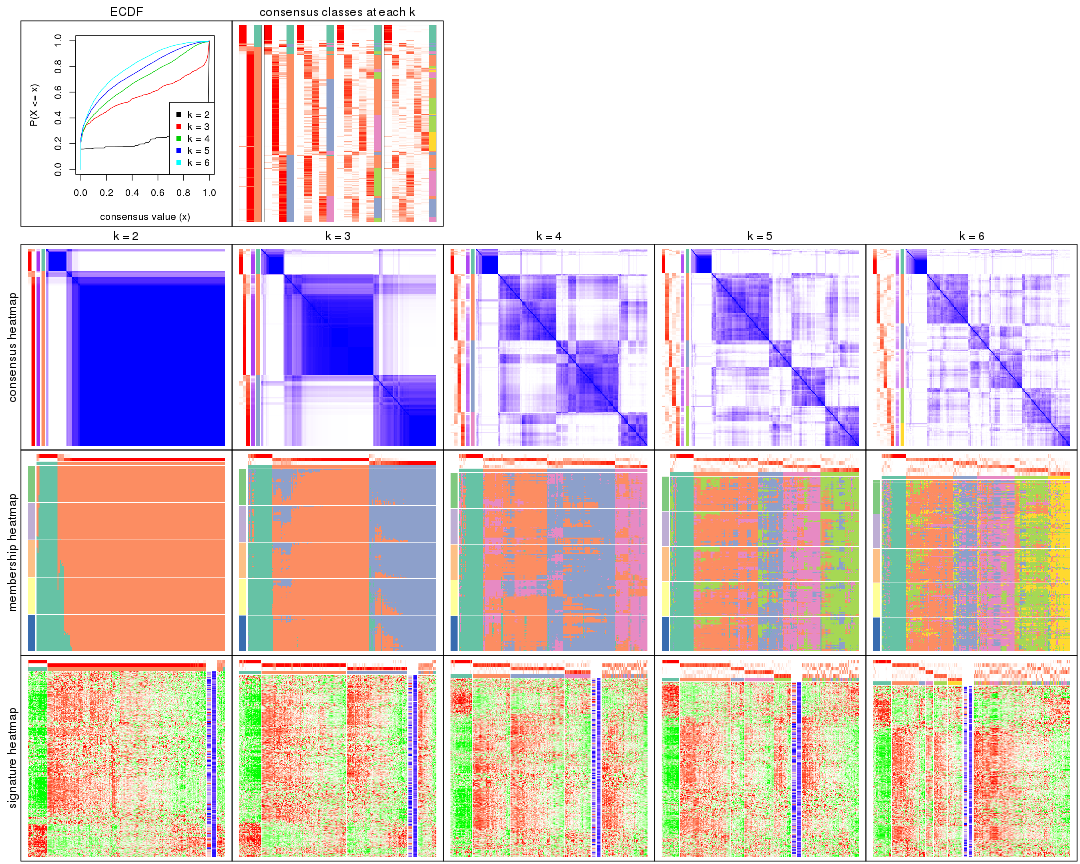 ECDF
consensus classes at each k
P(X <= x)
0.0
0.2
0.4
0.6
0.8
1.0
k = 2
k = 3
k = 4
k = 5
k = 6
0.0 0.2 0.4 0.6 0.8 1.0
consensus value (x)
k = 2
k = 3
k = 4
k = 5
k = 6
consensus heatmap
membership heatmap
signature heatmap